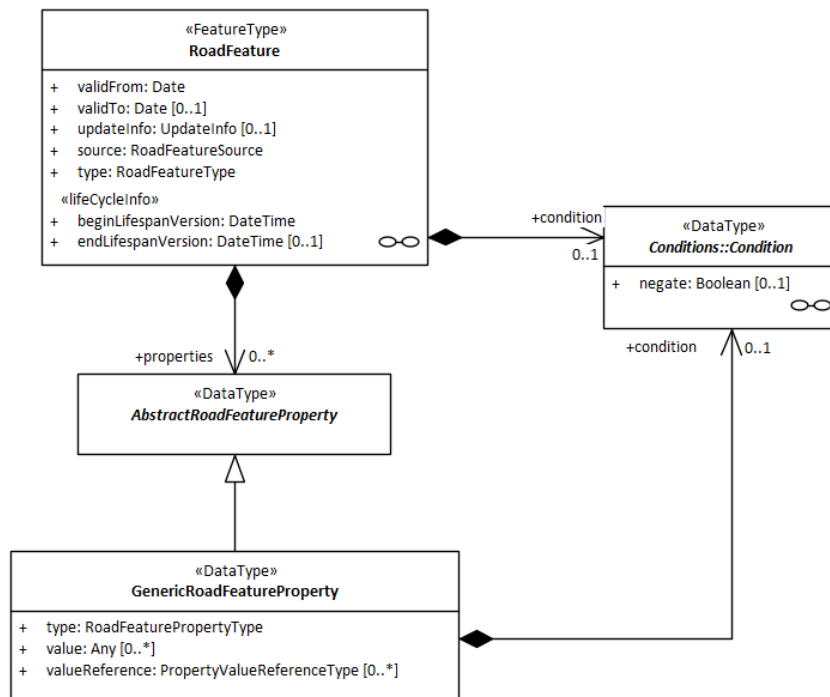 «FeatureType»
RoadFeature
+ validFrom: Date
+ validTo: Date [0..1]
+ updateInfo: UpdateInfo [0..1]
+ source: RoadFeatureSource
+ type: RoadFeatureType
«lifeCycleInfo»
+ beginLifespanVersion: DateTime
+ endLifespanVersion: DateTime [0..1]
+condition
0..1
«DataType»
Conditions::Condition
+ negate: Boolean [0..1]
+condition
0..1
+properties
0..*
«DataType»
AbstractRoadFeatureProperty
«DataType»
GenericRoadFeatureProperty
+ type: RoadFeaturePropertyType
+ value: Any [0..*]
+ valueReference: PropertyValueReferenceType [0..*]